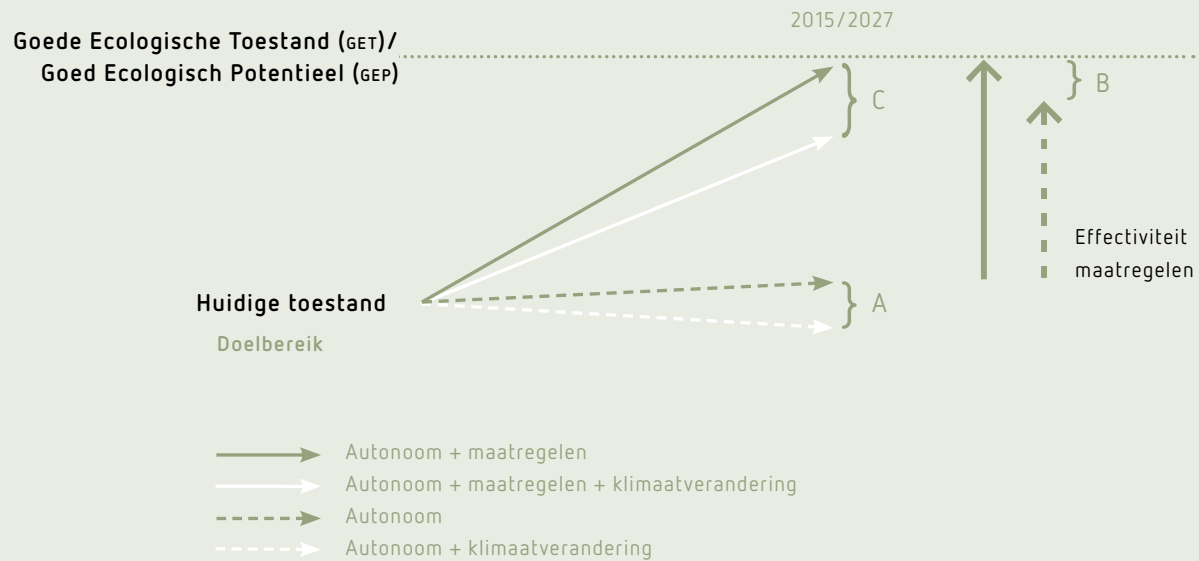 2015/2027
Goede Ecologische Toestand (GET)/
Goed Ecologisch Potentieel (GEP)
C
B
Effectiviteit
maatregelen
Huidige toestand
A
Doelbereik
Autonoom + maatregelen
Autonoom + maatregelen + klimaatverandering
Autonoom
Autonoom + klimaatverandering